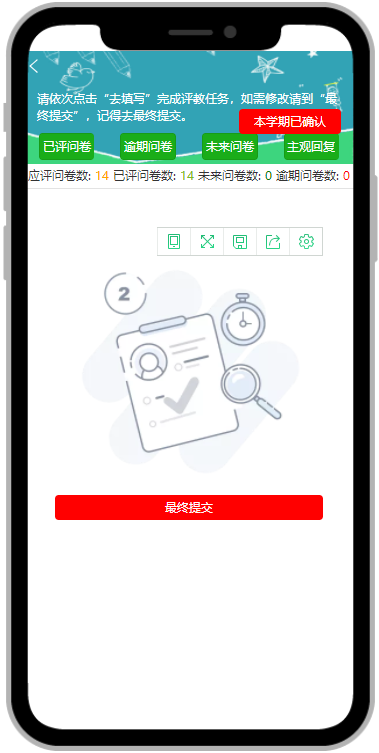 请依次点击“去填写”完成评教任务，如需修改请到“最
终提交”，记得去最终提交。
本学期已确认
已评问卷 逾期问卷 未来问卷 主观回复
应评问卷数: 14 已评问卷数: 14 未来问卷数: 0 逾期问卷数: 0
2
最终提交